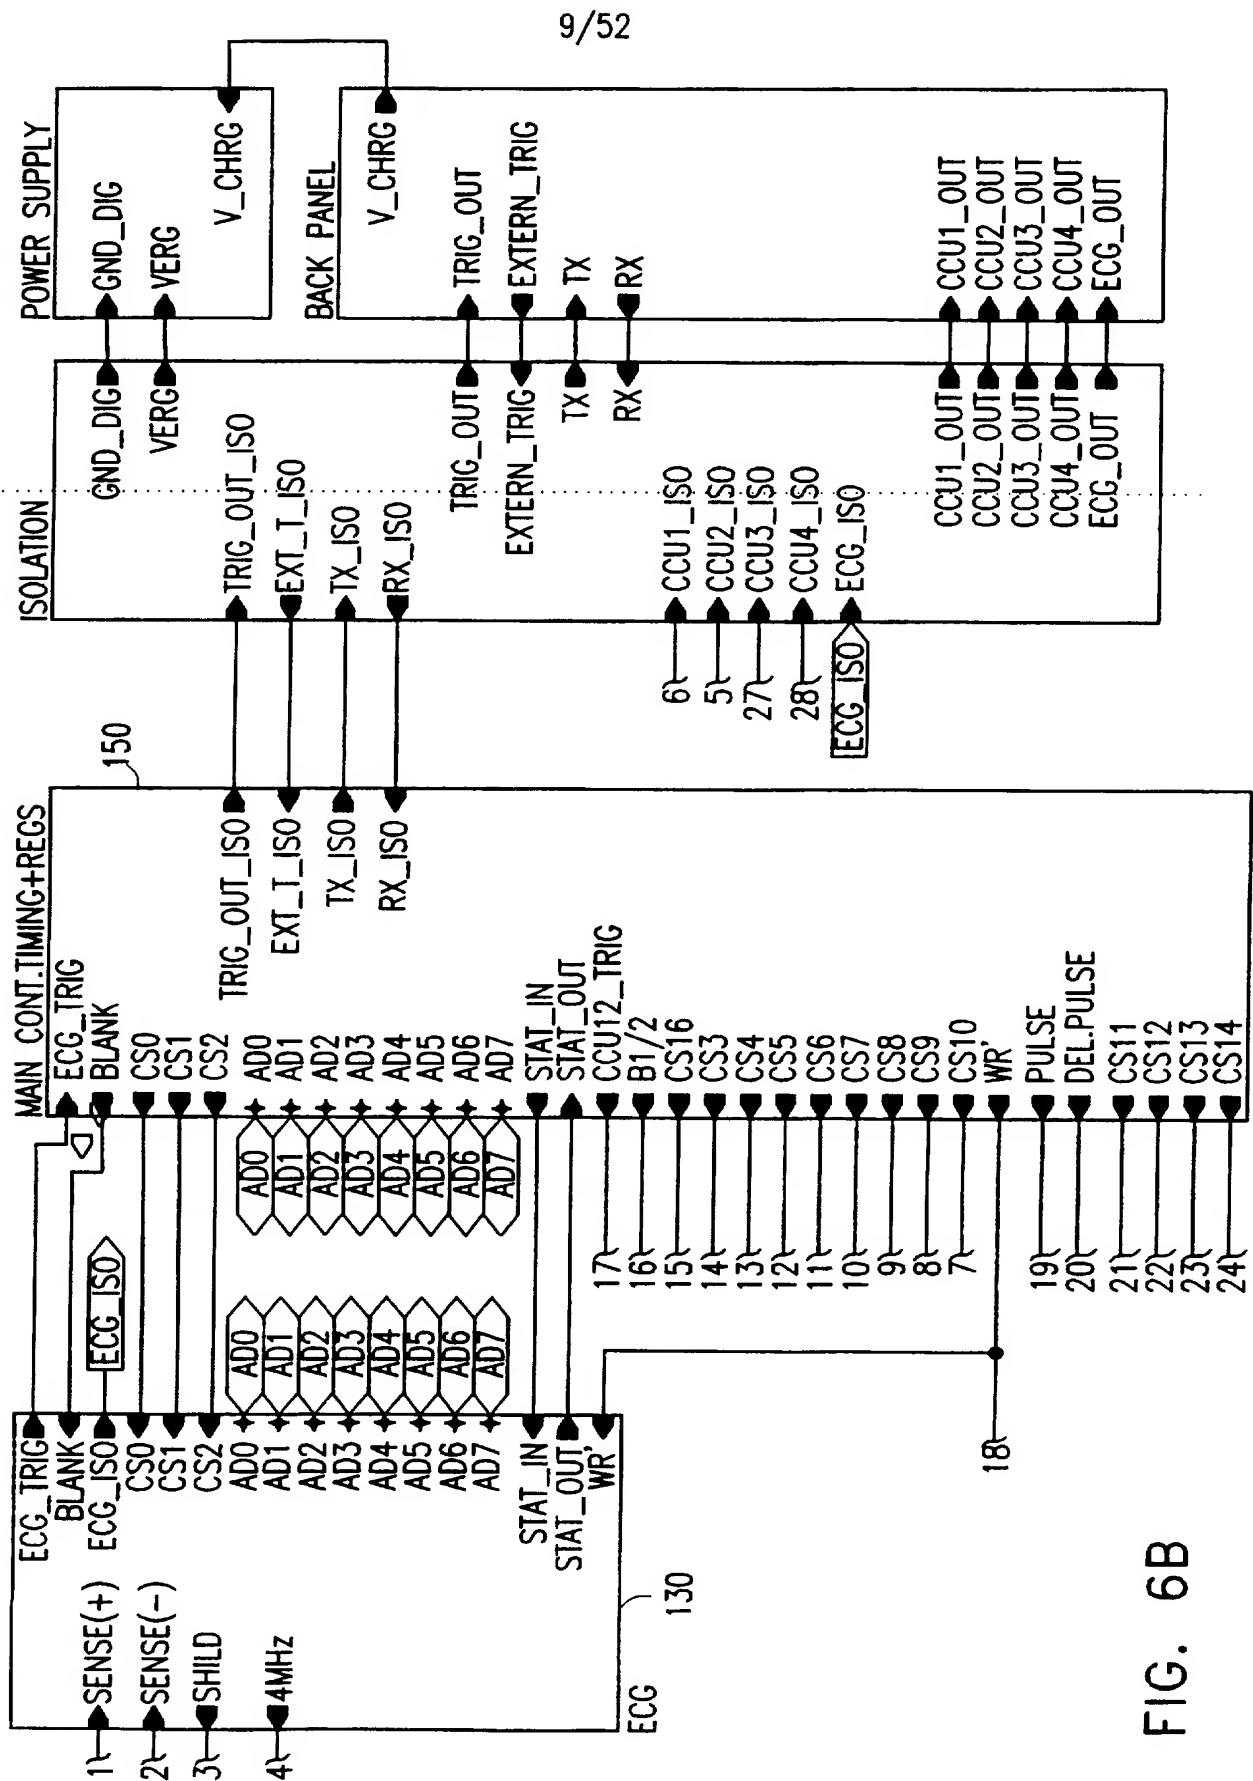 9/52
ECG
130
1
SENSE(+)
2
SENSE(-)
3
SHILD
4
4MHz
ECG_TRIG
BLANK
ECG_ISO
CS0
CS1
CS2
AD0
AD1
AD2
AD3
AD4
AD5
AD6
AD7
STAT_IN
STAT_OUT
WR'
ECG_ISO
AD0
AD1
AD2
AD3
AD4
AD5
AD6
AD7
18
AD0
AD1
AD2
AD3
AD4
AD5
AD6
AD7
17
16
15
14
13
12
11
10
9
8
7
19
20
21
22
23
24
MAIN CONT.TIMING+REGS
150
ECG_TRIG
BLANK
CS0
CS1
CS2
AD0
AD1
AD2
AD3
AD4
AD5
AD6
AD7
STAT_IN
STAT_OUT
CCU12_TRIG
B1/2
CS16
CS3
CS4
CS5
CS6
CS7
CS8
CS9
CS10
WR'
PULSE
DEL.PULSE
CS11
CS12
CS13
CS14
TRIG_OUT_ISO
EXT_T_ISO
TX_ISO
RX_ISO
6
5
27
28
ECG_ISO
ISOLATION
TRIG_OUT_ISO
EXT_T_ISO
TX_ISO
RX_ISO
CCU1_ISO
CCU2_ISO
CCU3_ISO
CCU4_ISO
ECG_ISO
GND_DIG
VERG
TRIG_OUT
EXTERN_TRIG
TX
RX
CCU1_OUT
CCU2_OUT
CCU3_OUT
CCU4_OUT
ECG_OUT
POWER SUPPLY
GND_DIG
VERG
V_CHRG
BACK PANEL
V_CHRG
TRIG_OUT
EXTERN_TRIG
TX
RX
CCU1_OUT
CCU2_OUT
CCU3_OUT
CCU4_OUT
ECG_OUT
FIG. 6B